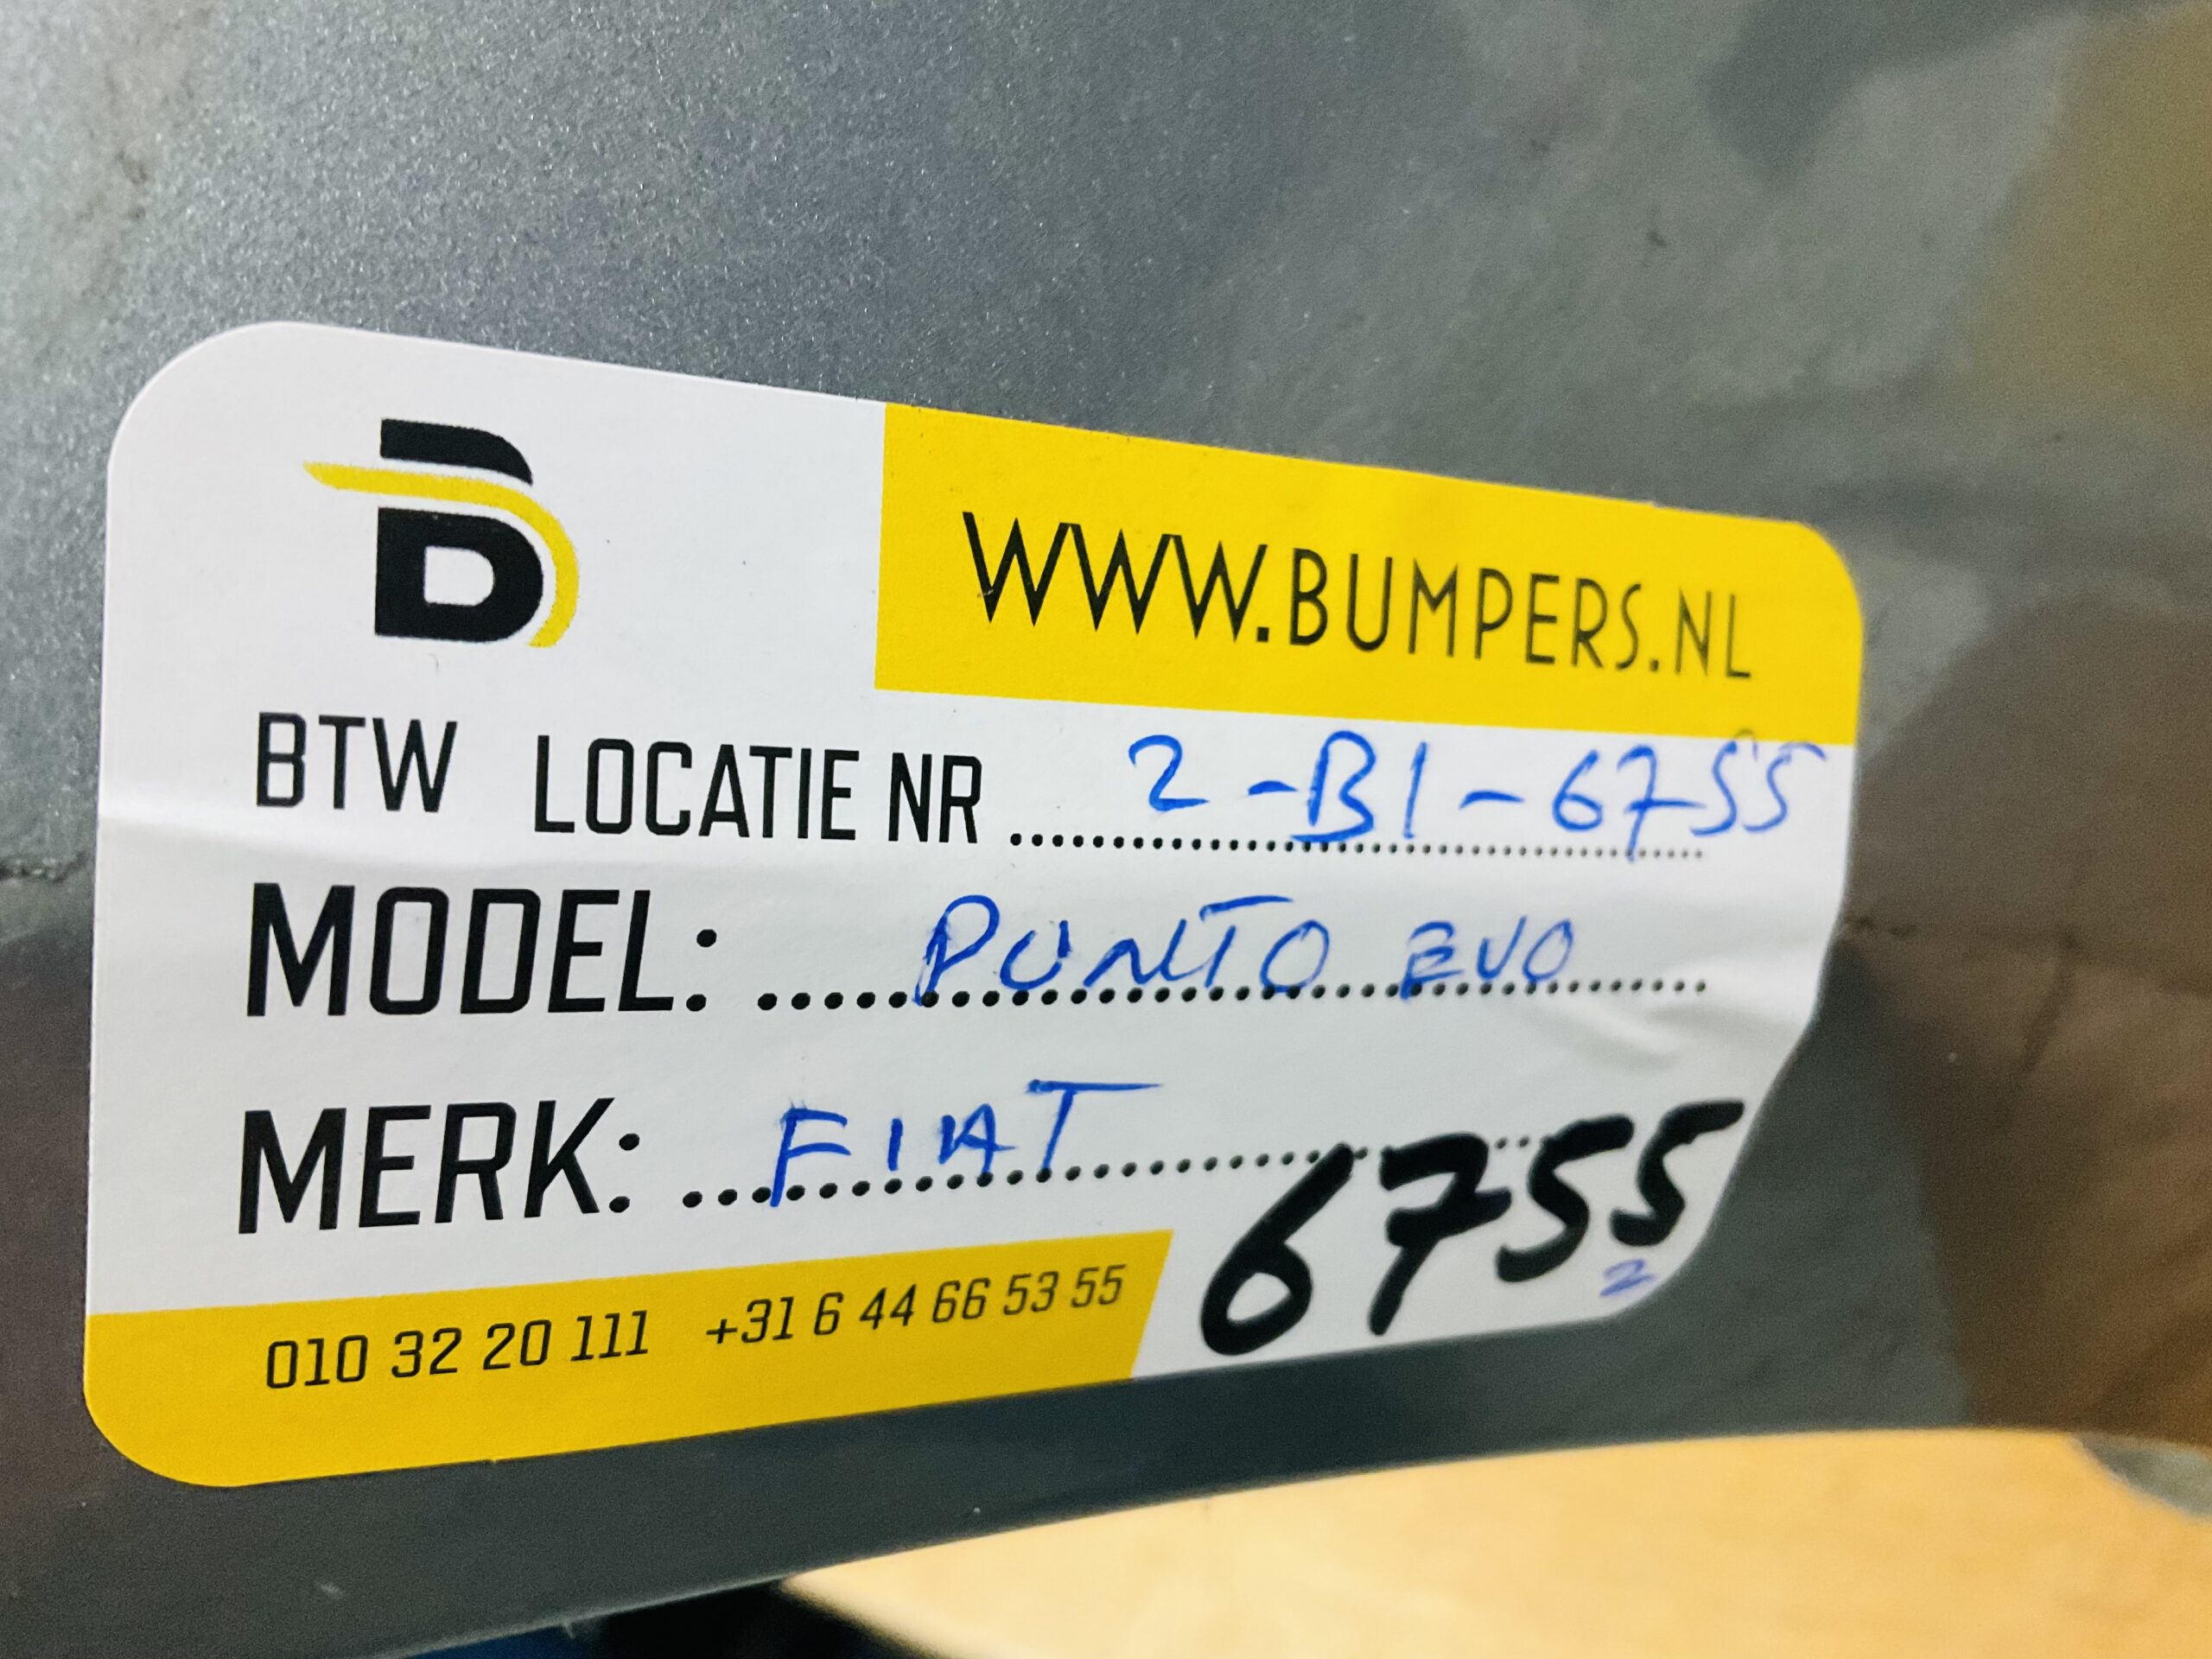 B
WWW.BUMPERS.NL
BTW LOCATIE NR 2-B1-6755
MODEL: PUNTO EVO
MERK: FIAT
6755
2
010 32 20 111 +31 6 44 66 53 55